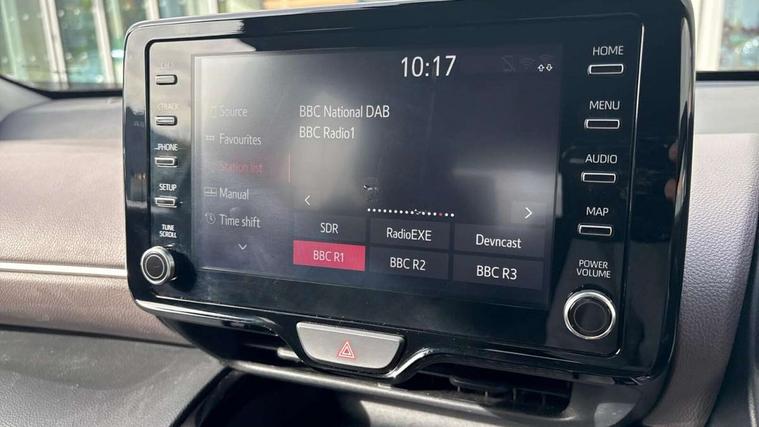 10:17
HOME
MENU
AUDIO
MAP
POWER
VOLUME
TRACK
PHONE
SETUP
TUNE
SCROLL
Source
Favourites
Station list
Manual
Time shift
BBC National DAB
BBC Radio1
SDR
RadioEXE
Devncast
BBC R1
BBC R2
BBC R3